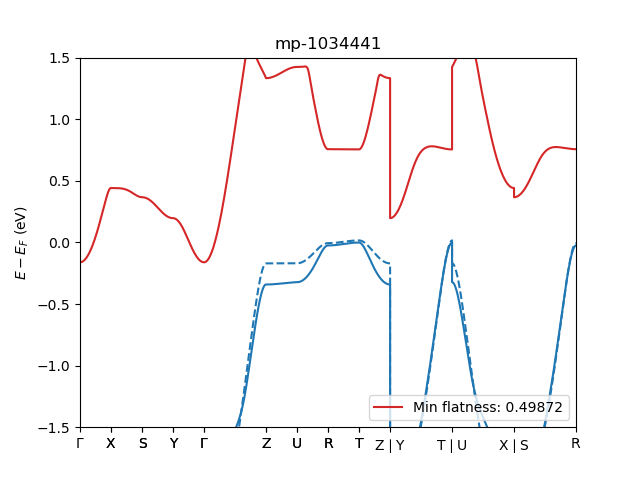 mp-1034441
E − E_F (eV)
1.5
1.0
0.5
0.0
−0.5
−1.0
−1.5
Min flatness: 0.49872
Γ X S Y Γ Z U R T Z | Y T | U X | S R